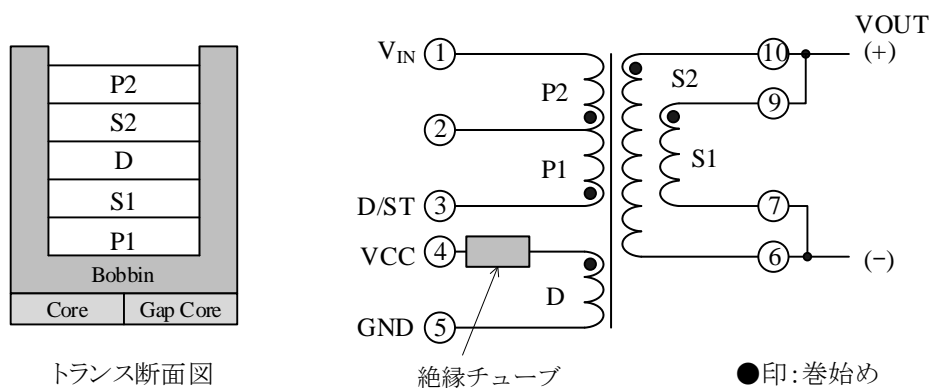 P2
S2
D
S1
P1
Bobbin
Core
Gap Core
トランス断面図
VIN ①
②
D/ST ③
VCC ④
GND ⑤
P2
P1
D
S2
S1
⑩
⑨
⑦
⑥
VOUT
(+)
(−)
絶縁チューブ
●印：巻始め